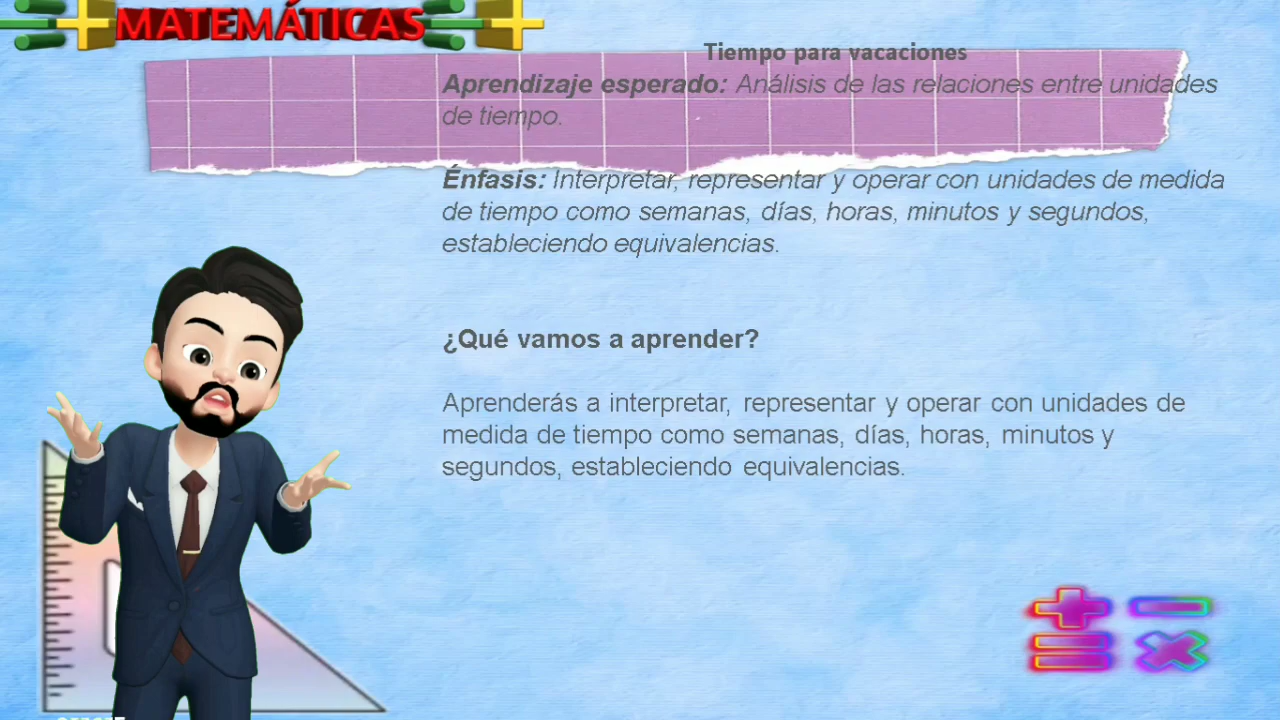 MATEMÁTICAS
Tiempo para vacaciones
Aprendizaje esperado: Análisis de las relaciones entre unidades
de tiempo.
Énfasis: Interpretar, representar y operar con unidades de medida
de tiempo como semanas, días, horas, minutos y segundos,
estableciendo equivalencias.
¿Qué vamos a aprender?
Aprenderás a interpretar, representar y operar con unidades de
medida de tiempo como semanas, días, horas, minutos y
segundos, estableciendo equivalencias.